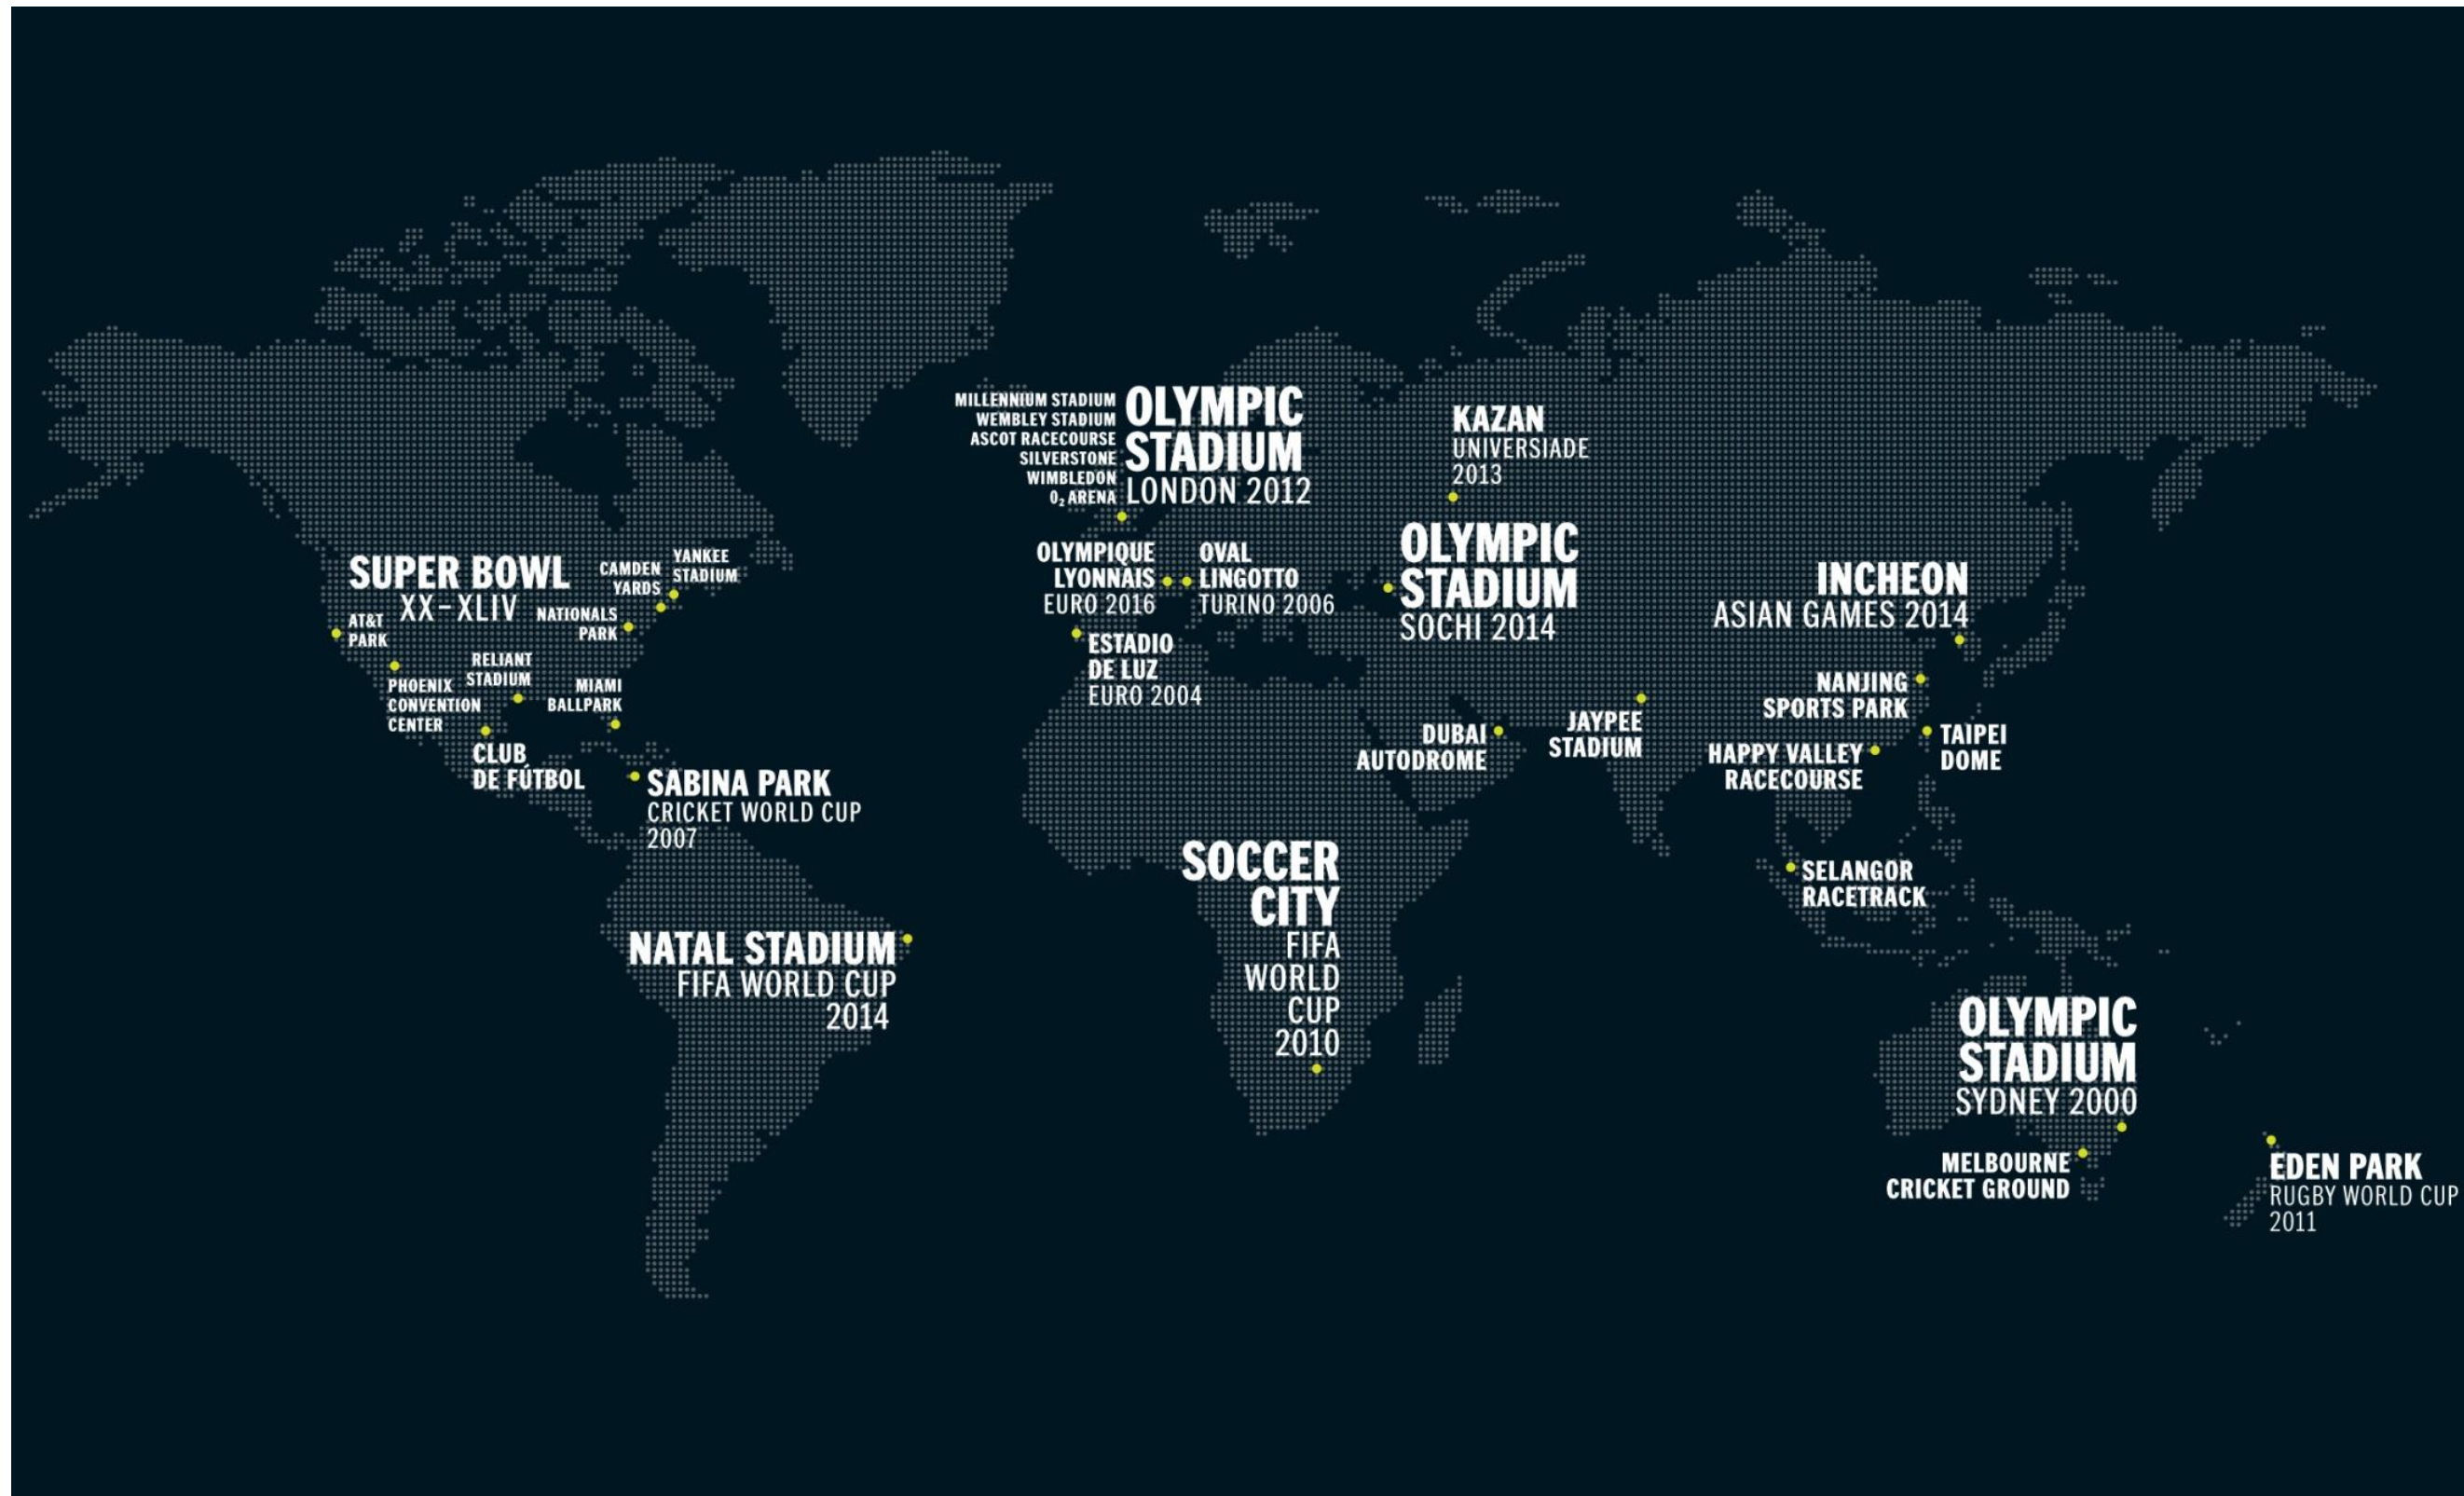 MILLENNIUM STADIUM
WEMBLEY STADIUM
ASCOT RACECOURSE
SILVERSTONE
WIMBLEDON
O₂ ARENA
OLYMPIC
STADIUM
LONDON 2012
KAZAN
UNIVERSIADE
2013
OLYMPIQUE
LYONNAIS
EURO 2016
OVAL
LINGOTTO
TURINO 2006
OLYMPIC
STADIUM
SOCHI 2014
ESTADIO
DE LUZ
EURO 2004
SUPER BOWL
XX–XLIV
CAMDEN
YARDS
YANKEE
STADIUM
NATIONALS
PARK
AT&T
PARK
RELIANT
STADIUM
PHOENIX
CONVENTION
CENTER
MIAMI
BALLPARK
CLUB
DE FÚTBOL
SABINA PARK
CRICKET WORLD CUP
2007
INCHEON
ASIAN GAMES 2014
NANJING
SPORTS PARK
DUBAI
AUTODROME
JAYPEE
STADIUM
HAPPY VALLEY
RACECOURSE
TAIPEI
DOME
SELANGOR
RACETRACK
SOCCER
CITY
FIFA
WORLD
CUP
2010
NATAL STADIUM
FIFA WORLD CUP
2014
OLYMPIC
STADIUM
SYDNEY 2000
MELBOURNE
CRICKET GROUND
EDEN PARK
RUGBY WORLD CUP
2011